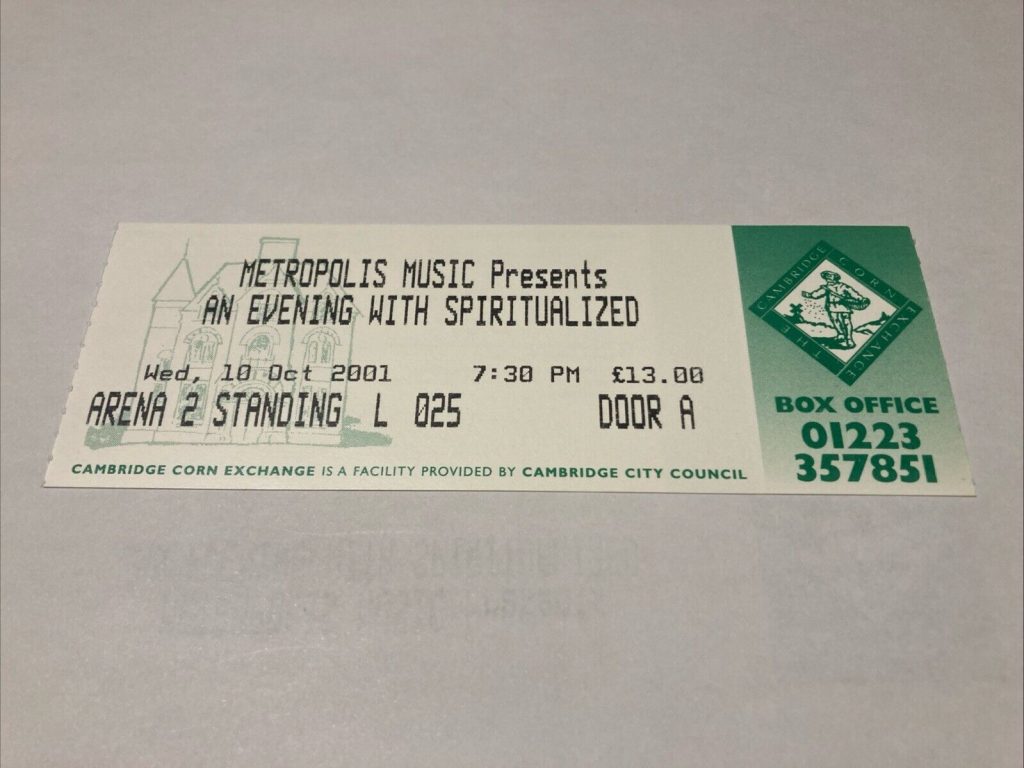 METROPOLIS MUSIC Presents
AN EVENING WITH SPIRITUALIZED
Wed, 10 Oct 2001 7:30 PM £13.00
ARENA 2 STANDING L 025 DOOR A
CAMBRIDGE CORN EXCHANGE IS A FACILITY PROVIDED BY CAMBRIDGE CITY COUNCIL
THE CAMBRIDGE CORN EXCHANGE
BOX OFFICE
01223
357851